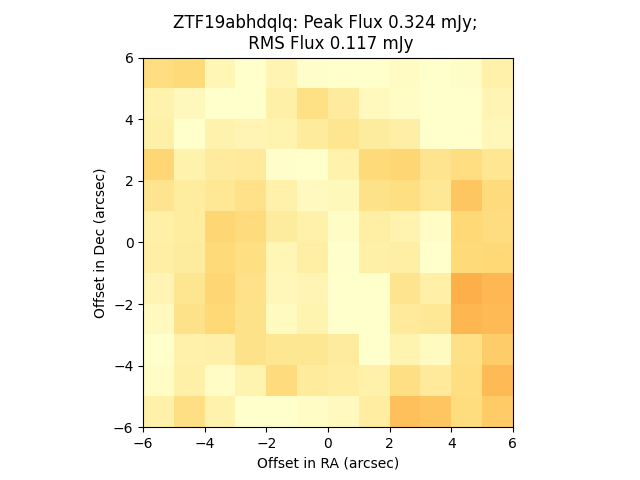 ZTF19abhdqlq: Peak Flux 0.324 mJy;
RMS Flux 0.117 mJy
6
4
2
0
−2
−4
−6
Offset in Dec (arcsec)
−6 −4 −2 0 2 4 6
Offset in RA (arcsec)